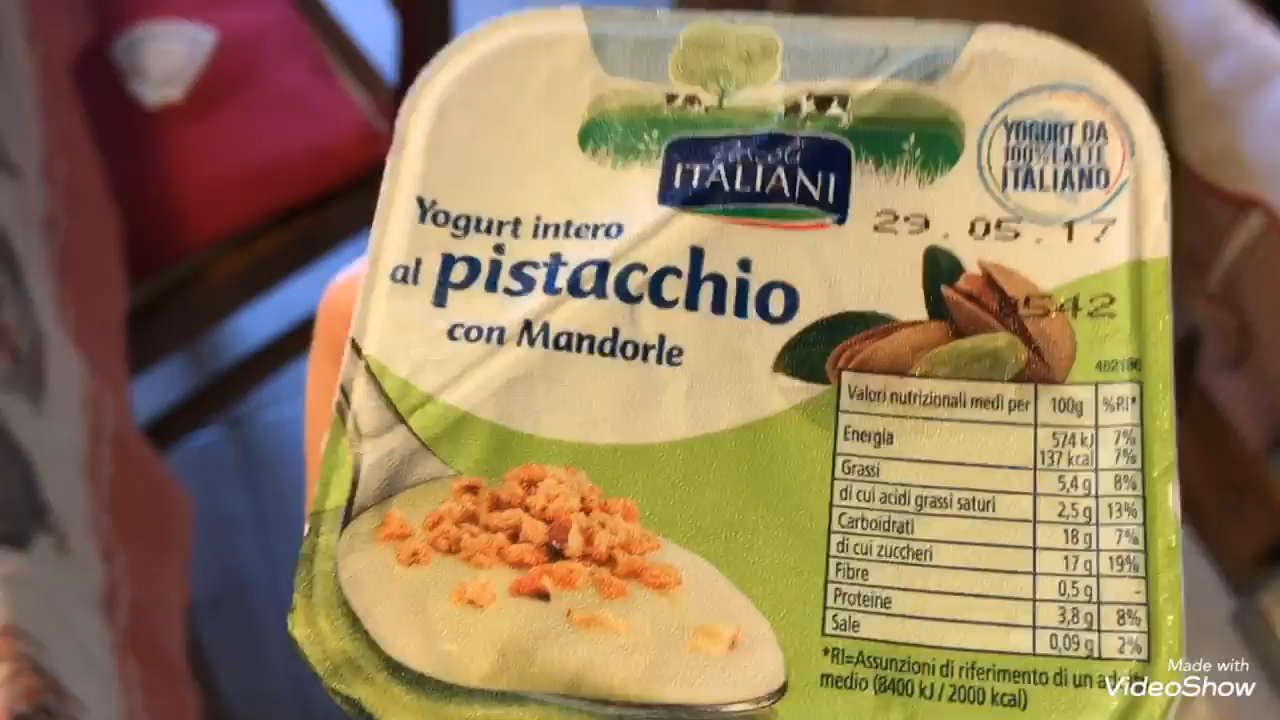 ITALIANI
YOGURT DA
100% LATTE
ITALIANO
29.05.17
Yogurt intero
al pistacchio
con Mandorle
Valori nutrizionali medi per 100g %RI*
Energia 574 kJ 7%
137 kcal 7%
Grassi 5,4 g 8%
di cui acidi grassi saturi 2,5 g 13%
Carboidrati 18 g 7%
di cui zuccheri 17 g 19%
Fibre 0,5 g -
Proteine 3,8 g 8%
Sale 0,09 g 2%
*RI=Assunzioni di riferimento di un
medio (8400 kJ / 2000 kcal)
Made with
VideoShow